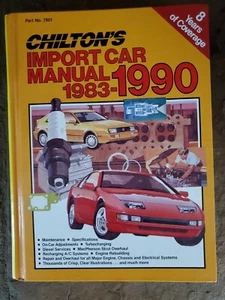 Part No. 7901
8
Years
of Coverage
CHILTON'S
IMPORT CAR
MANUAL 1990
1983-
• Maintenance • Specifications
• On-Car Adjustments • Turbocharging
• Diesel Services • MacPherson Strut Overhaul
• Recharging A/C Systems • Engine Rebuilding
• Repair and Overhaul for all Major Engine, Chassis and Electrical Systems
• Thousands of Crisp, Clear Illustrations . . . and much more